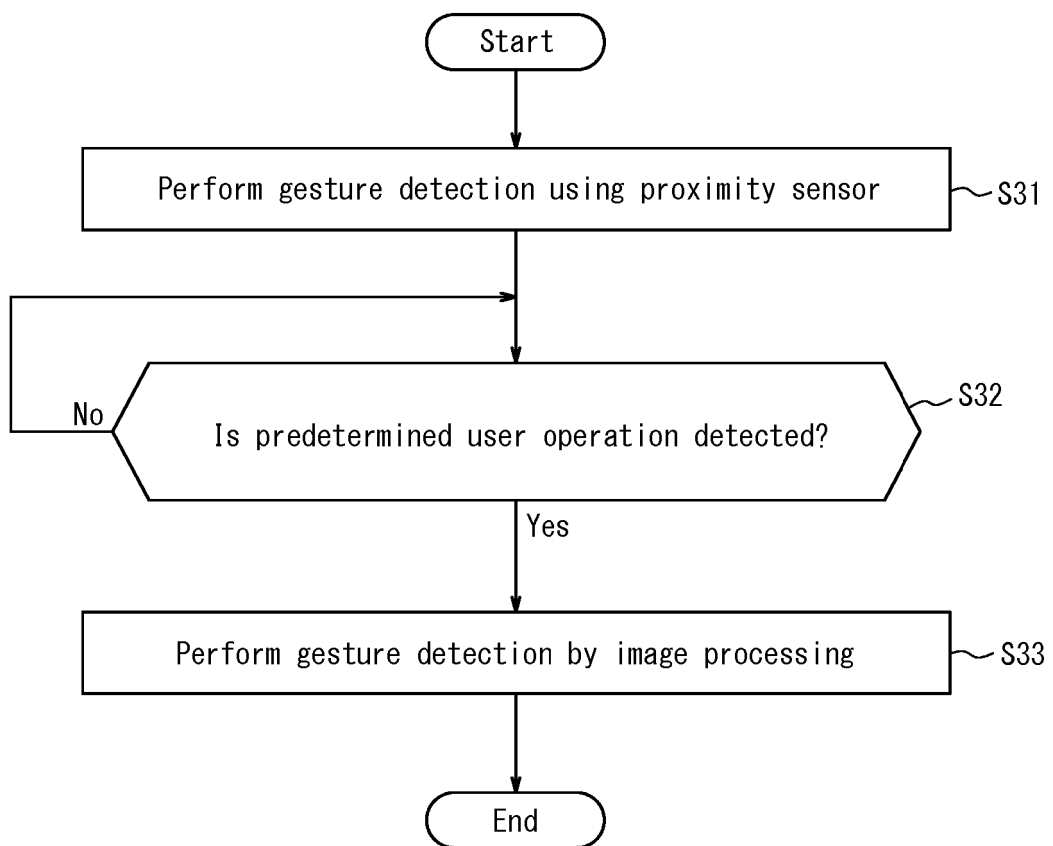 Start
Perform gesture detection using proximity sensor
S31
S32
No
Is predetermined user operation detected?
Yes
Perform gesture detection by image processing
S33
End